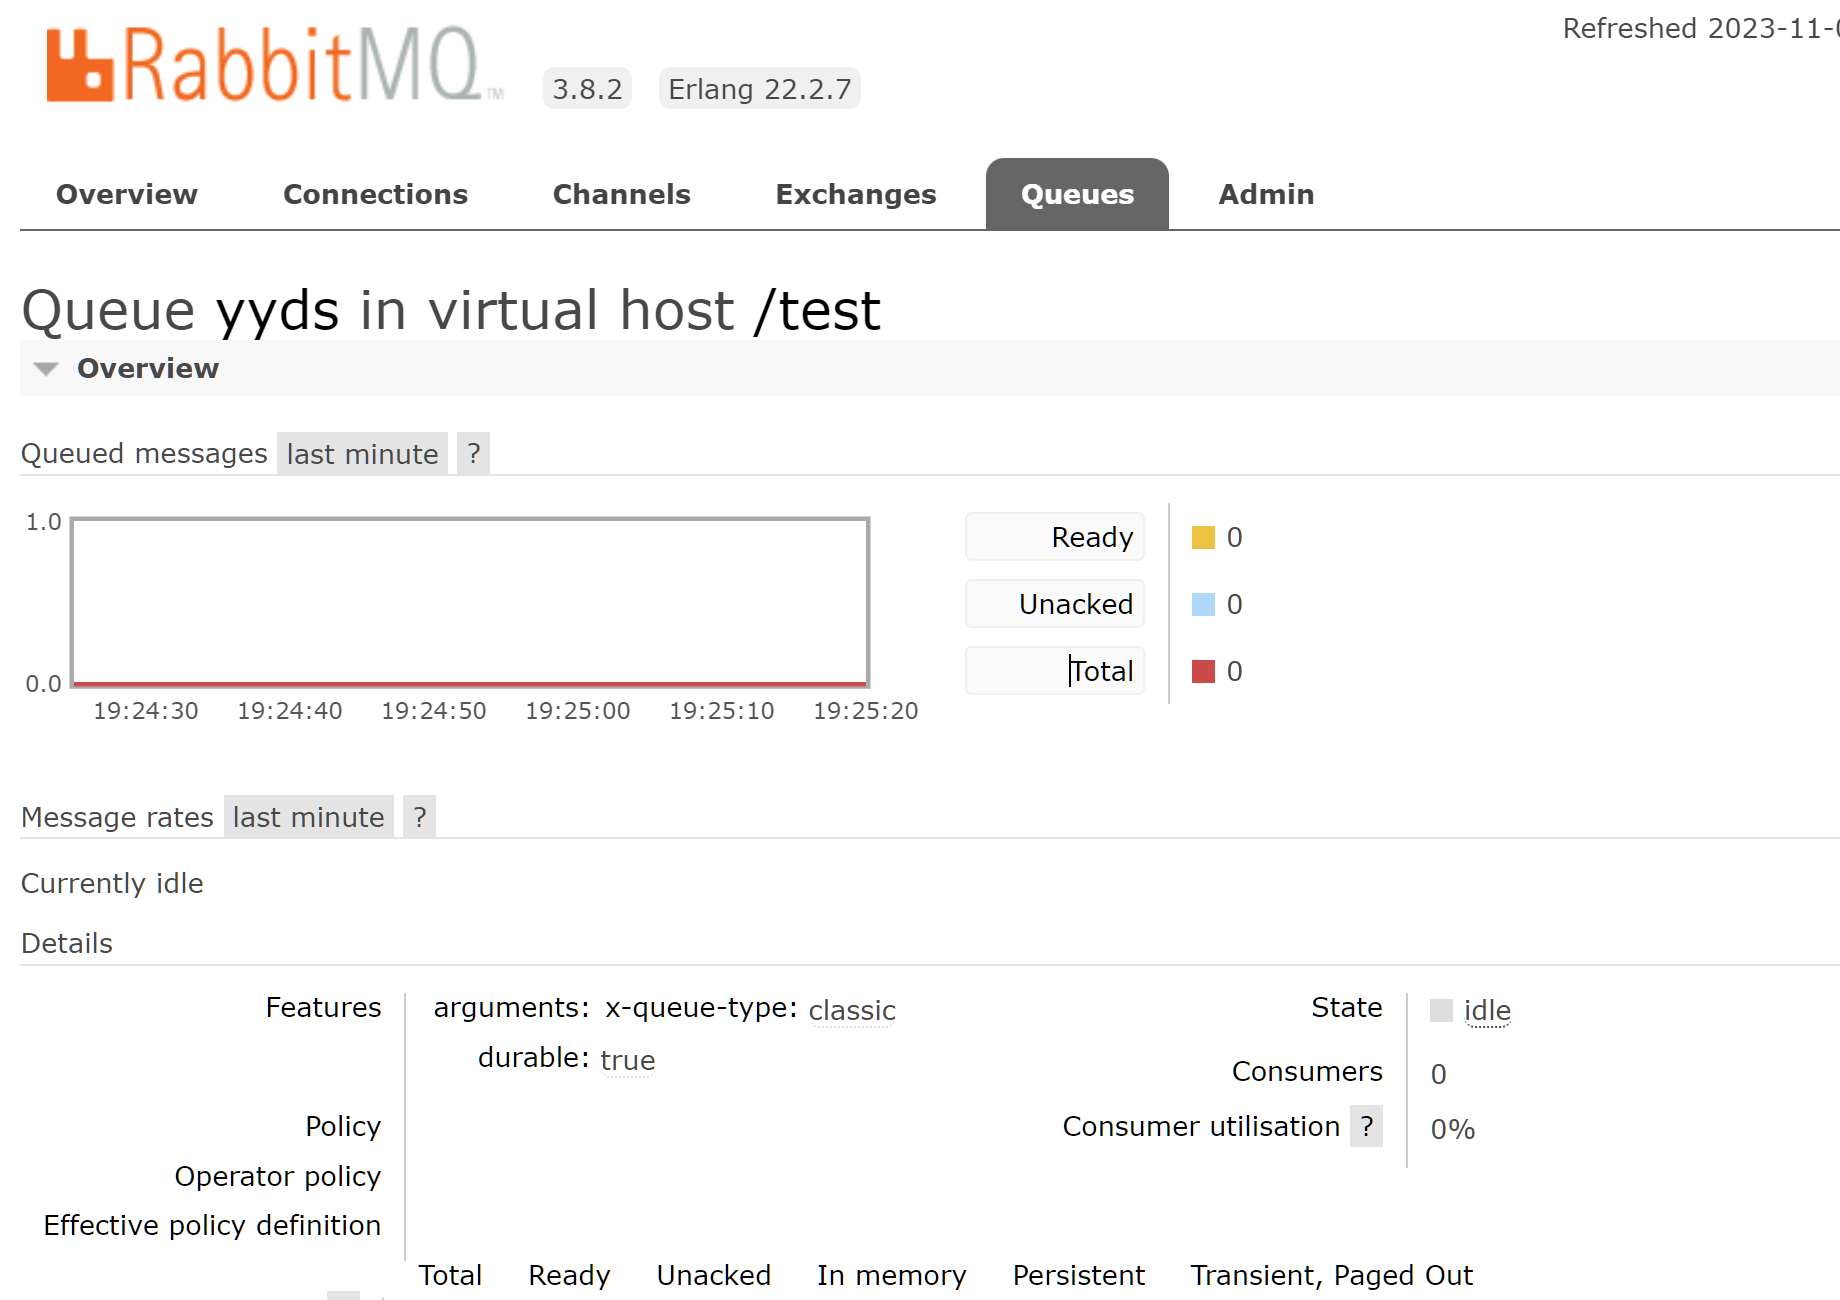 Refreshed 2023-11-0
RabbitMQ TM 3.8.2 Erlang 22.2.7
Overview Connections Channels Exchanges Queues Admin
Queue yyds in virtual host /test
Overview
Queued messages last minute ?
1.0
0.0
19:24:30 19:24:40 19:24:50 19:25:00 19:25:10 19:25:20
Ready 0
Unacked 0
Total 0
Message rates last minute ?
Currently idle
Details
Features arguments: x-queue-type: classic
durable: true
Policy
Operator policy
Effective policy definition
State idle
Consumers 0
Consumer utilisation ? 0%
Total Ready Unacked In memory Persistent Transient, Paged Out